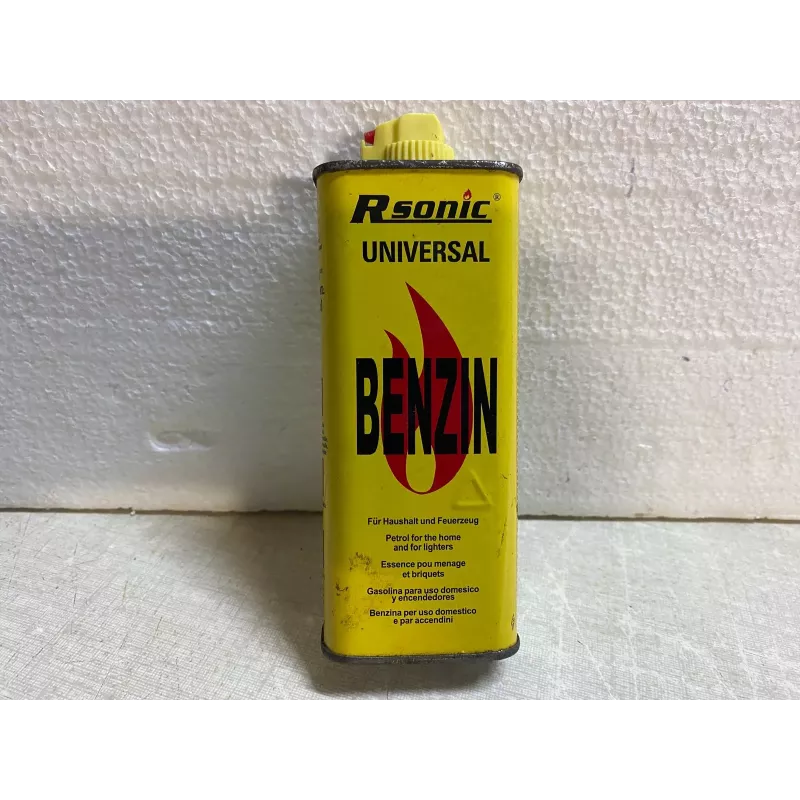 Rsonic®
UNIVERSAL
BENZIN
Für Haushalt und Feuerzeug
Petrol for the home
and for lighters
Essence pou menage
et briquets
Gasolina para uso domesico
y encendedores
Benzina per uso domestico
e par accendini